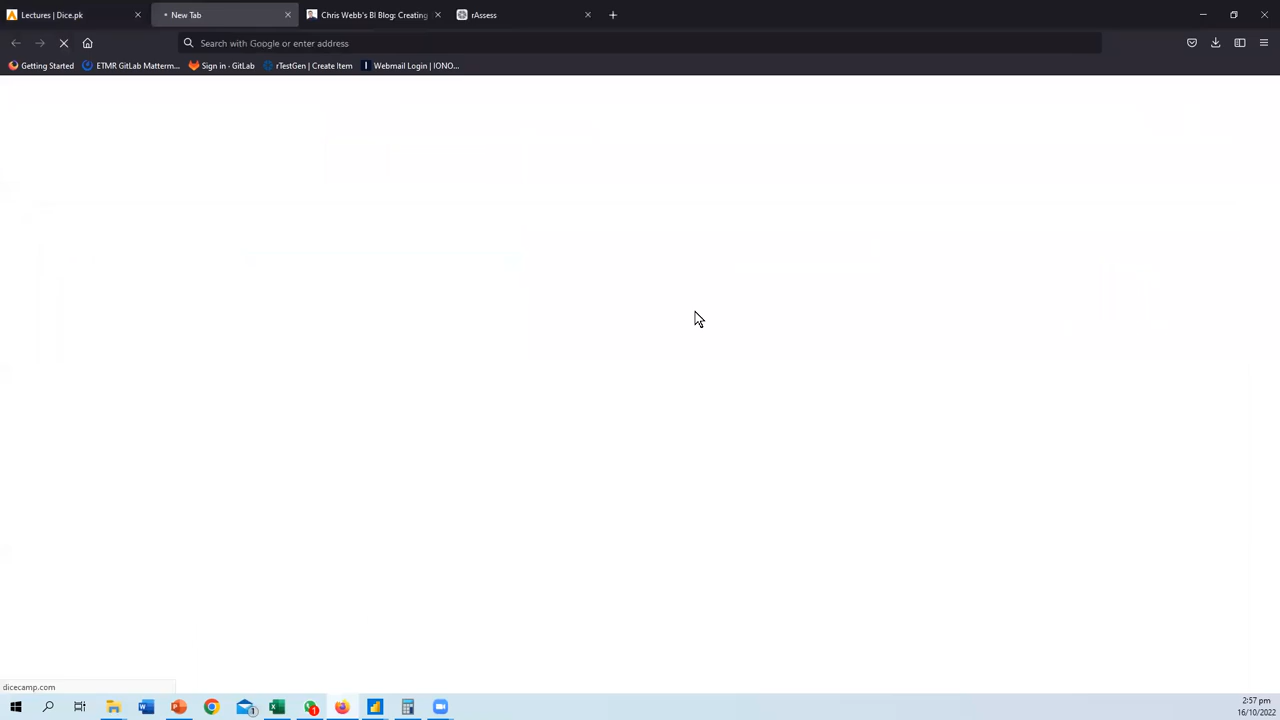 Lectures | Dice.pk
New Tab
Chris Webb's BI Blog: Creating
rAssess
Search with Google or enter address
Getting Started
ETMR GitLab Matterm...
Sign in - GitLab
rTestGen | Create Item
Webmail Login | IONO...
dicecamp.com
1
1
2:57 pm
16/10/2022